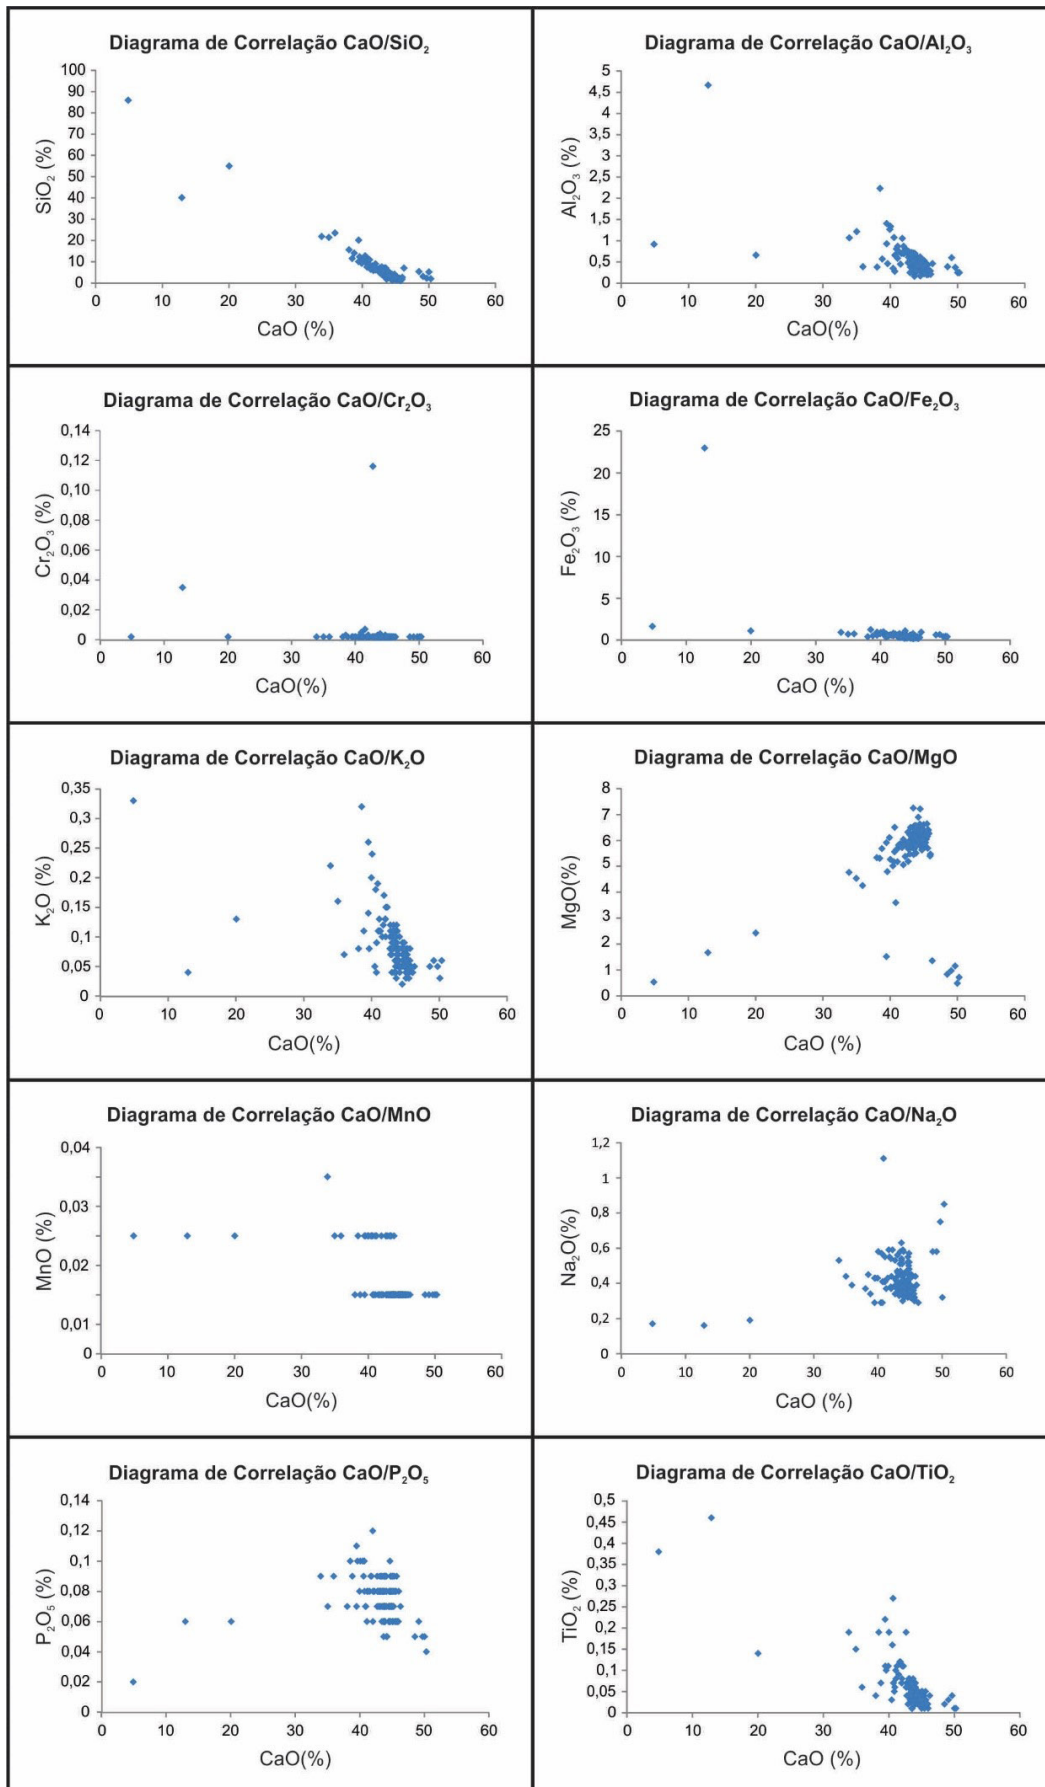 Diagrama de Correlação CaO/SiO₂
100
90
80
70
60
50
40
30
20
10
0
SiO₂ (%)
0 10 20 30 40 50 60
CaO (%)
Diagrama de Correlação CaO/Al₂O₃
5
4,5
4
3,5
3
2,5
2
1,5
1
0,5
0
Al₂O₃ (%)
0 10 20 30 40 50 60
CaO(%)
Diagrama de Correlação CaO/Cr₂O₃
0,14
0,12
0,10
0,08
0,06
0,04
0,02
0
Cr₂O₃ (%)
0 10 20 30 40 50 60
CaO(%)
Diagrama de Correlação CaO/Fe₂O₃
25
20
15
10
5
0
Fe₂O₃ (%)
0 10 20 30 40 50 60
CaO (%)
Diagrama de Correlação CaO/K₂O
0,35
0,3
0,25
0,2
0,15
0,1
0,05
0
K₂O (%)
0 10 20 30 40 50 60
CaO(%)
Diagrama de Correlação CaO/MgO
8
7
6
5
4
3
2
1
0
MgO(%)
0 10 20 30 40 50 60
CaO (%)
Diagrama de Correlação CaO/MnO
0,04
0,03
0,02
0,01
0
MnO (%)
0 10 20 30 40 50 60
CaO(%)
Diagrama de Correlação CaO/Na₂O
1,2
1
0,8
0,6
0,4
0,2
0
Na₂O(%)
0 10 20 30 40 50 60
CaO (%)
Diagrama de Correlação CaO/P₂O₅
0,14
0,12
0,1
0,08
0,06
0,04
0,02
0
P₂O₅ (%)
0 10 20 30 40 50 60
CaO(%)
Diagrama de Correlação CaO/TiO₂
0,5
0,45
0,4
0,35
0,3
0,25
0,2
0,15
0,1
0,05
0
TiO₂ (%)
0 10 20 30 40 50 60
CaO (%)